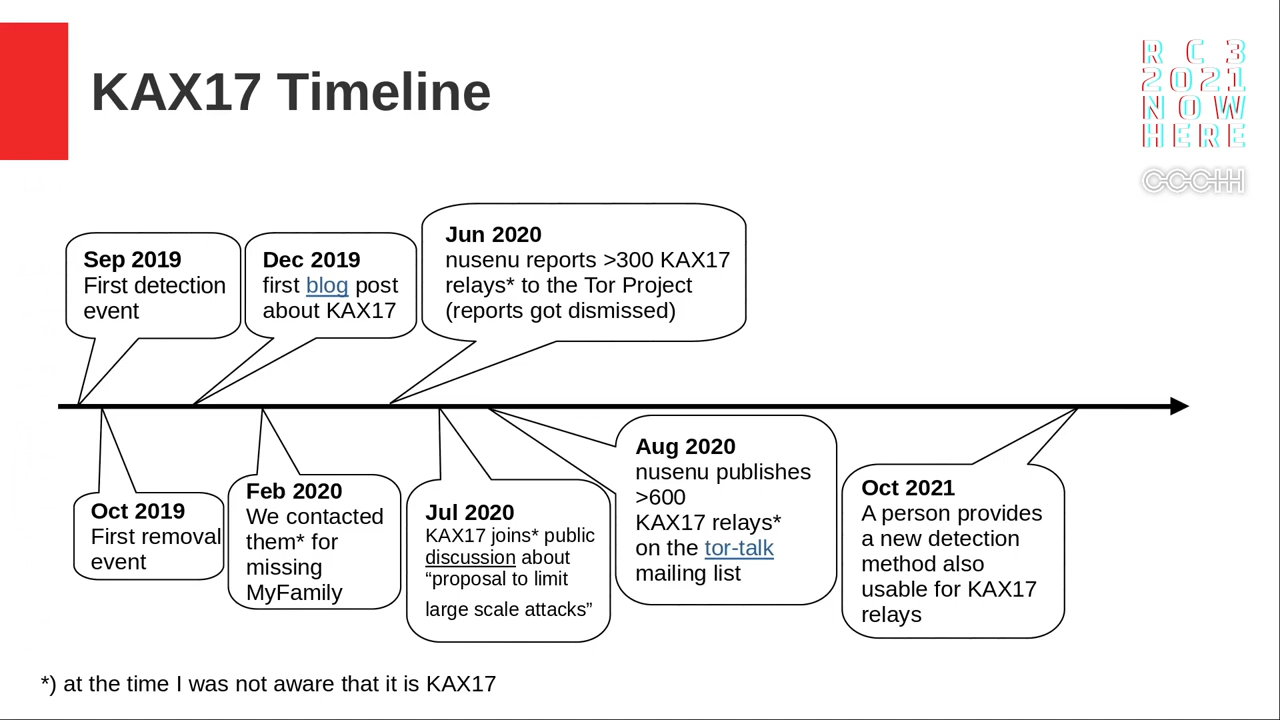 KAX17 Timeline
R C 3
2021
NOW
HERE
CCCHH
Sep 2019
First detection
event
Dec 2019
first blog post
about KAX17
Jun 2020
nusenu reports >300 KAX17
relays* to the Tor Project
(reports got dismissed)
Oct 2019
First removal
event
Feb 2020
We contacted
them* for
missing
MyFamily
Jul 2020
KAX17 joins* public
discussion about
“proposal to limit
large scale attacks”
Aug 2020
nusenu publishes
>600
KAX17 relays*
on the tor-talk
mailing list
Oct 2021
A person provides
a new detection
method also
usable for KAX17
relays
*) at the time I was not aware that it is KAX17